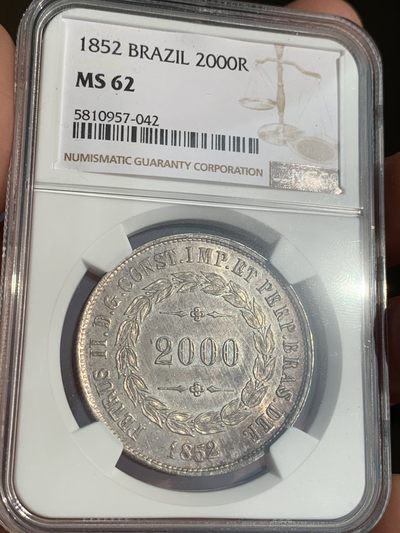 1852 BRAZIL 2000R
MS 62
5810957-042
NUMISMATIC GUARANTY CORPORATION
PETRUS II.D.G.CONST.IMP.ET PERP.BRAS.DEF.
2000
1852